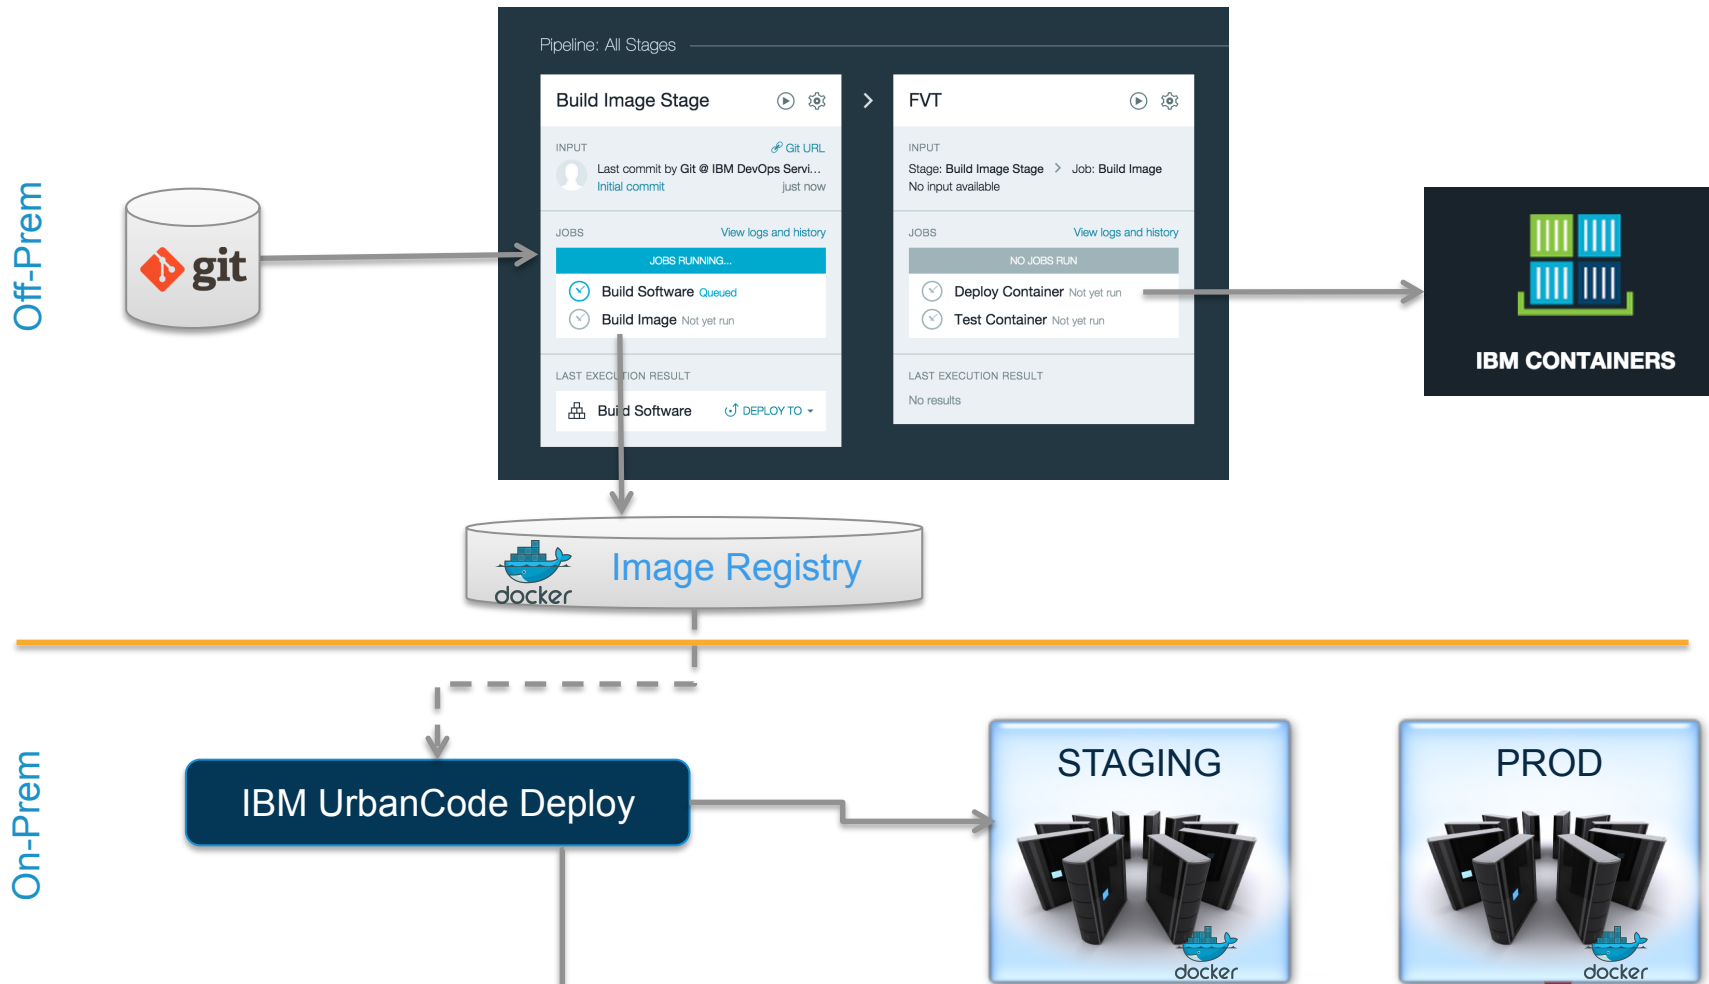 Pipeline: All Stages
Build Image Stage
INPUT
Git URL
Last commit by Git @ IBM DevOps Servi...
Initial commit
just now
JOBS
View logs and history
JOBS RUNNING...
Build Software Queued
Build Image Not yet run
LAST EXECUTION RESULT
Build Software
DEPLOY TO
FVT
INPUT
Stage: Build Image Stage > Job: Build Image
No input available
JOBS
View logs and history
NO JOBS RUN
Deploy Container Not yet run
Test Container Not yet run
LAST EXECUTION RESULT
No results
Off-Prem
git
IBM CONTAINERS
docker
Image Registry
On-Prem
IBM UrbanCode Deploy
STAGING
docker
PROD
docker